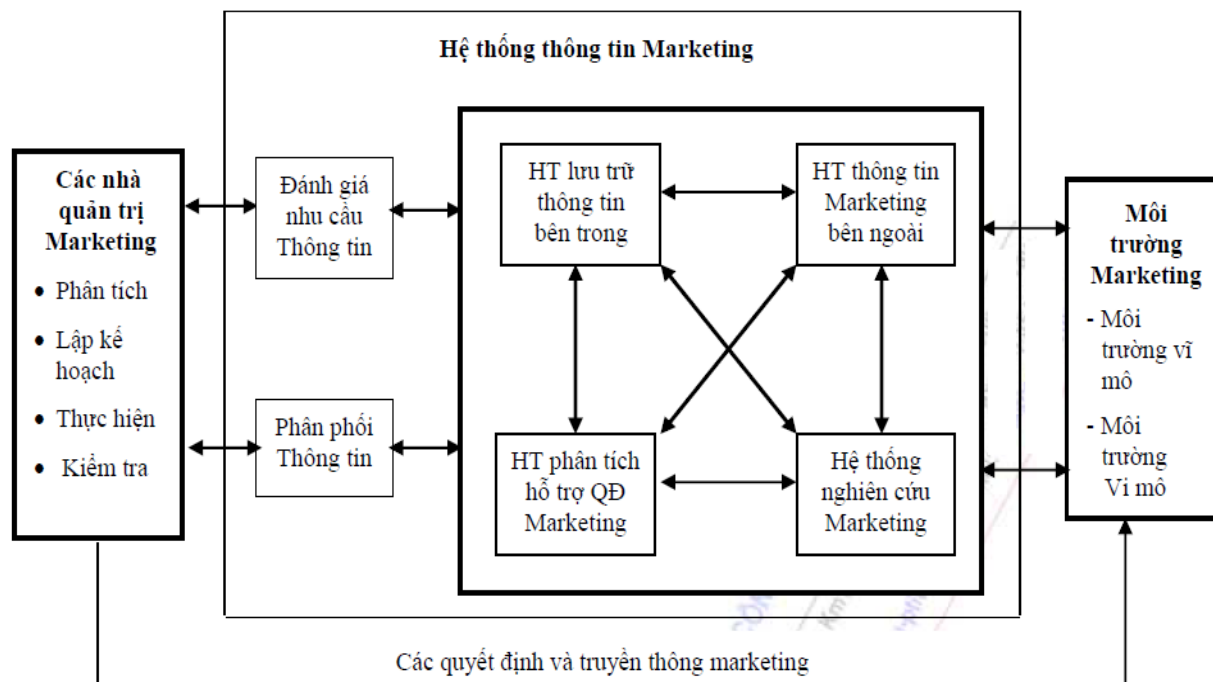 Hệ thống thông tin Marketing
Các nhà
quản trị
Marketing
• Phân tích
• Lập kế
hoạch
• Thực hiện
• Kiểm tra
Đánh giá
nhu cầu
Thông tin
Phân phối
Thông tin
HT lưu trữ
thông tin
bên trong
HT thông tin
Marketing
bên ngoài
HT phân tích
hỗ trợ QĐ
Marketing
Hệ thống
nghiên cứu
Marketing
Môi
trường
Marketing
- Môi
trường vĩ
mô
- Môi
trường
Vi mô
Các quyết định và truyền thông marketing